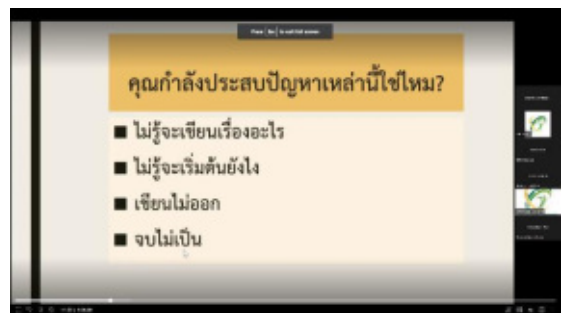 คุณกำลังประสบปัญหาเหล่านี้ใช่ไหม?
■ ไม่รู้จะเขียนเรื่องอะไร
■ ไม่รู้จะเริ่มต้นยังไง
■ เขียนไม่ออก
■ จบไม่เป็น